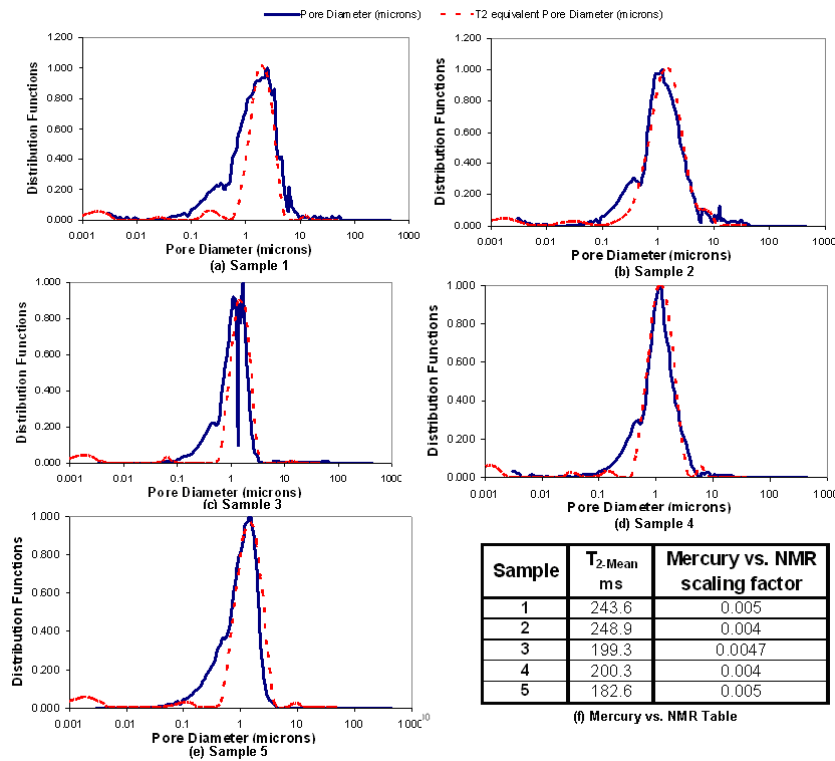 Pore Diameter (microns) T2 equivalent Pore Diameter (microns)
Distribution Functions
1.200
1.000
0.800
0.600
0.400
0.200
0.000
0.001 0.01 0.1 1 10 100 1000
Pore Diameter (microns)
(a) Sample 1
Distribution Functions
1.200
1.000
0.800
0.600
0.400
0.200
0.000
0.001 0.01 0.1 1 10 100 1000
Pore Diameter (microns)
(b) Sample 2
Distribution Functions
1.000
0.800
0.600
0.400
0.200
0.000
0.001 0.01 0.1 1 10 100 1000
Pore Diameter (microns)
(c) Sample 3
Distribution Functions
1.000
0.800
0.600
0.400
0.200
0.000
0.001 0.01 0.1 1 10 100 1000
Pore Diameter (microns)
(d) Sample 4
Distribution Functions
1.000
0.800
0.600
0.400
0.200
0.000
0.001 0.01 0.1 1 10 100 1000
Pore Diameter (microns)
(e) Sample 5
Sample T2-Mean ms Mercury vs. NMR scaling factor
1 243.6 0.005
2 248.9 0.004
3 199.3 0.0047
4 200.3 0.004
5 182.6 0.005
(f) Mercury vs. NMR Table